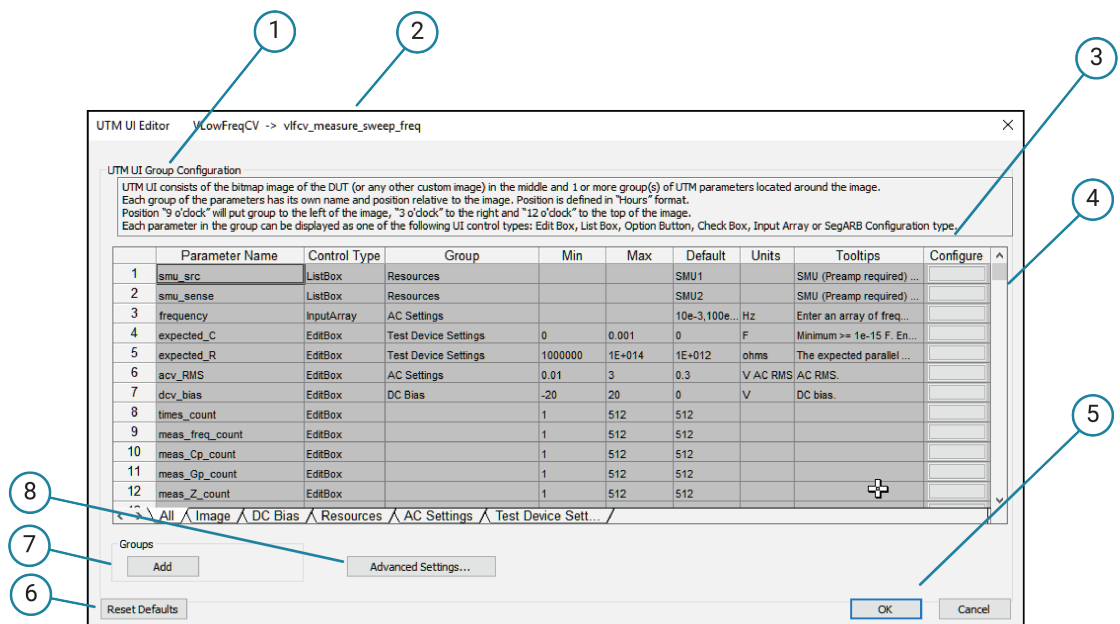 1
2
3
UTM UI Editor VLowFreqCV -> vlfcv_measure_sweep_freq
UTM UI Group Configuration
UTM UI consists of the bitmap image of the DUT (or any other custom image) in the middle and 1 or more group(s) of UTM parameters located around the image.
Each group of the parameters has its own name and position relative to the image. Position is defined in "Hours" format.
Position "9 o'clock" will put group to the left of the image, "3 o'clock" to the right and "12 o'clock" to the top of the image.
Each parameter in the group can be displayed as one of the following UI control types: Edit Box, List Box, Option Button, Check Box, Input Array or SegARB Configuration type.
4
Parameter Name Control Type Group Min Max Default Units Tooltips Configure
1 smu_src ListBox Resources SMU1 SMU (Preamp required) ...
2 smu_sense ListBox Resources SMU2 SMU (Preamp required) ...
3 frequency InputArray AC Settings 10e-3,100e... Hz Enter an array of freq...
4 expected_C EditBox Test Device Settings 0 0.001 0 F Minimum >= 1e-15 F. En...
5 expected_R EditBox Test Device Settings 1000000 1E+014 1E+012 ohms The expected parallel ...
6 acv_RMS EditBox AC Settings 0.01 3 0.3 V AC RMS AC RMS.
7 dcv_bias EditBox DC Bias -20 20 0 V DC bias.
8 times_count EditBox 1 512 512
9 meas_freq_count EditBox 1 512 512
10 meas_Cp_count EditBox 1 512 512
11 meas_Gp_count EditBox 1 512 512
12 meas_Z_count EditBox 1 512 512
5
8
All Image DC Bias Resources AC Settings Test Device Sett...
7
Groups
Add Advanced Settings...
6
Reset Defaults OK Cancel